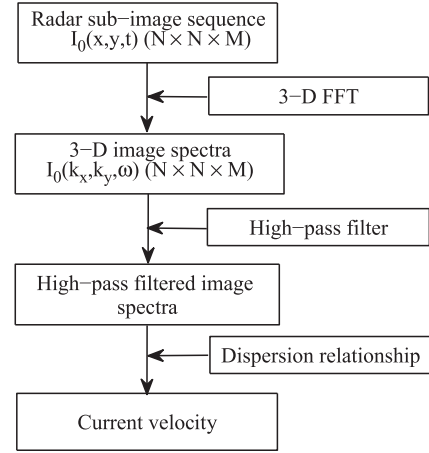 Radar sub−image sequence
I₀(x,y,t) (N × N × M)
3−D FFT
3−D image spectra
I₀(kₓ,k_y,ω) (N × N × M)
High−pass filter
High−pass filtered image
spectra
Dispersion relationship
Current velocity